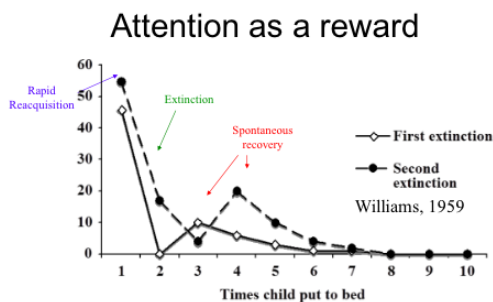 Attention as a reward
60
50
40
30
20
10
0
Rapid
Reacquisition
Extinction
Spontaneous
recovery
First extinction
Second
extinction
Williams, 1959
1 2 3 4 5 6 7 8 9 10
Times child put to bed